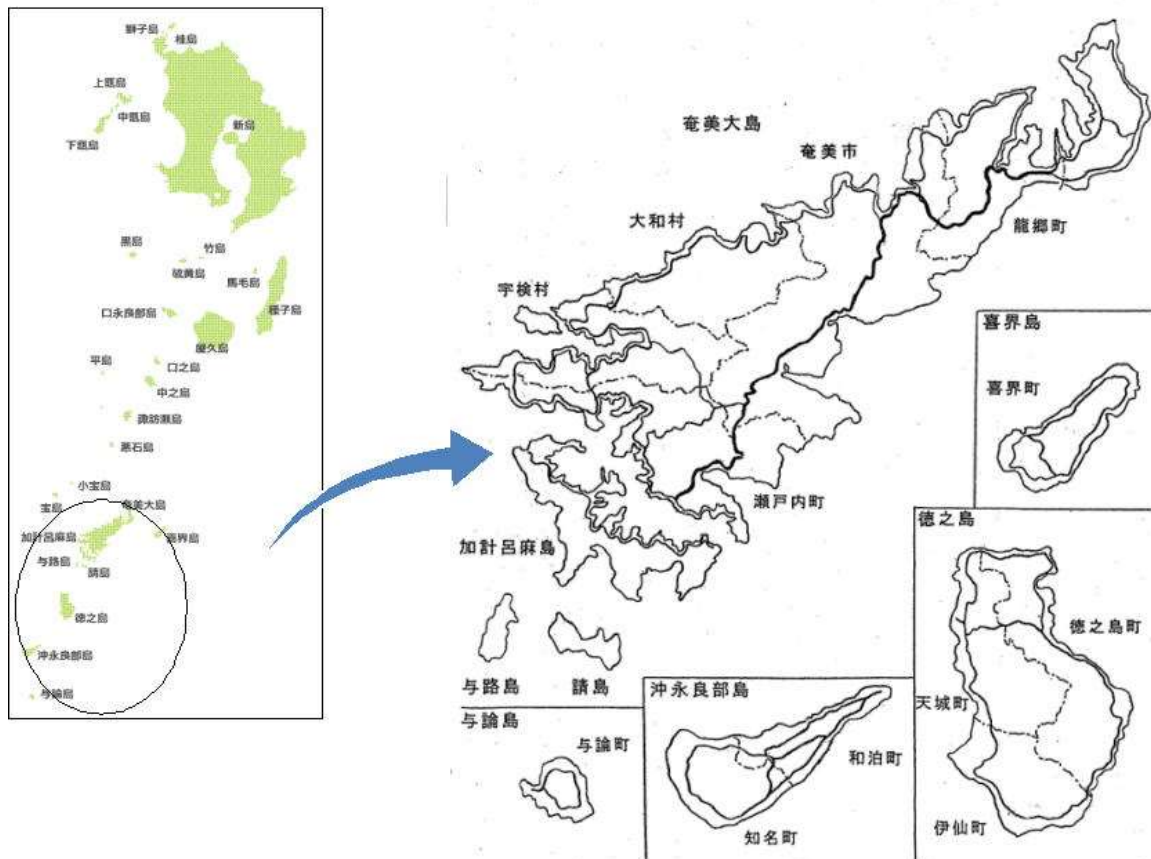 獅子島
桂島
上甑島
中甑島
下甑島
新島
黒島
竹島
硫黄島
馬毛島
種子島
口永良部島
屋久島
平島
口之島
中之島
諏訪瀬島
悪石島
小宝島
宝島
奄美大島
加計呂麻島
喜界島
与路島
請島
徳之島
沖永良部島
与論島
奄美大島
奄美市
大和村
龍郷町
宇検村
喜界島
喜界町
瀬戸内町
加計呂麻島
徳之島
徳之島町
与路島
請島
沖永良部島
天城町
与論島
与論町
和泊町
知名町
伊仙町